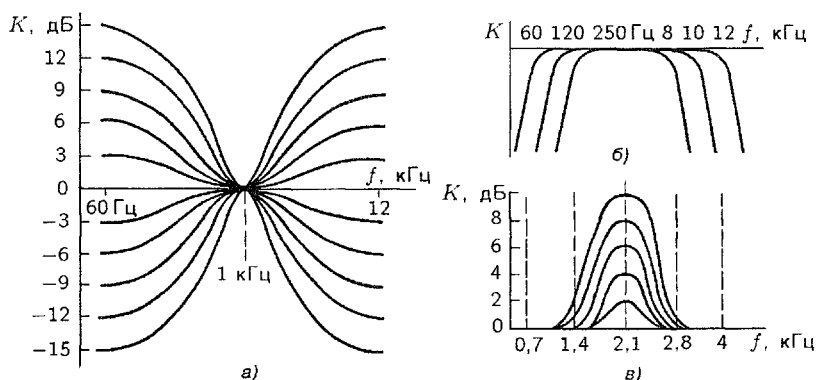 K, дБ
12
9
6
3
0
−3
−6
−9
−12
−15
60 Гц
1 кГц
f, кГц
12
а)
K 60 120 250 Гц 8 10 12 f, кГц
б)
K, дБ
8
6
4
2
0
0,7 1,4 2,1 2,8 4 f, кГц
в)